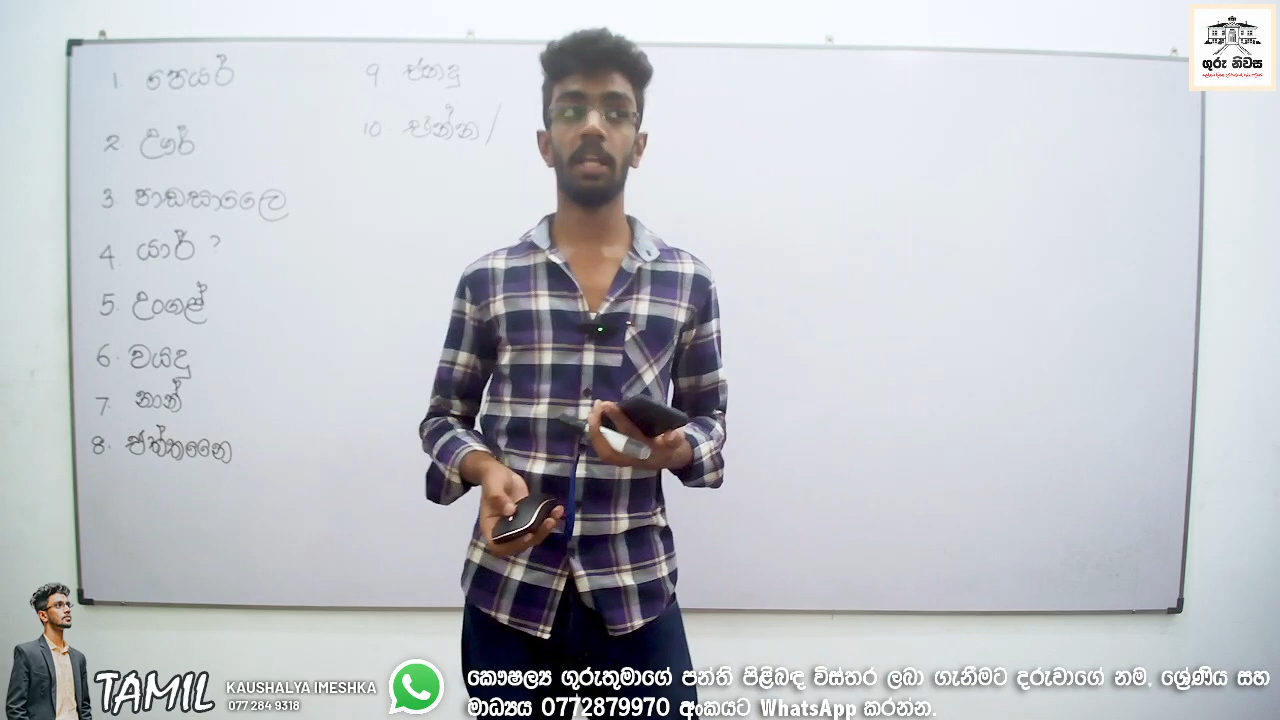 1 පෙයර්
2. උගර්
3. පාඩසාලෛ
4. යාර් ?
5. උංගළ්
6. වයදු
7. නාන්
8. එත්තනෛ
9 එනදු
10 එන්න /
ගුරු නිවස
TAMIL
KAUSHALYA IMESHKA
077 284 9318
කෞෂල්‍ය ගුරුතුමාගේ පන්ති පිළිබඳ විස්තර ලබා ගැනීමට දරුවාගේ නම, ශ්‍රේණිය සහ
මාධ්‍යය 0772879970 අංකයට WhatsApp කරන්න.